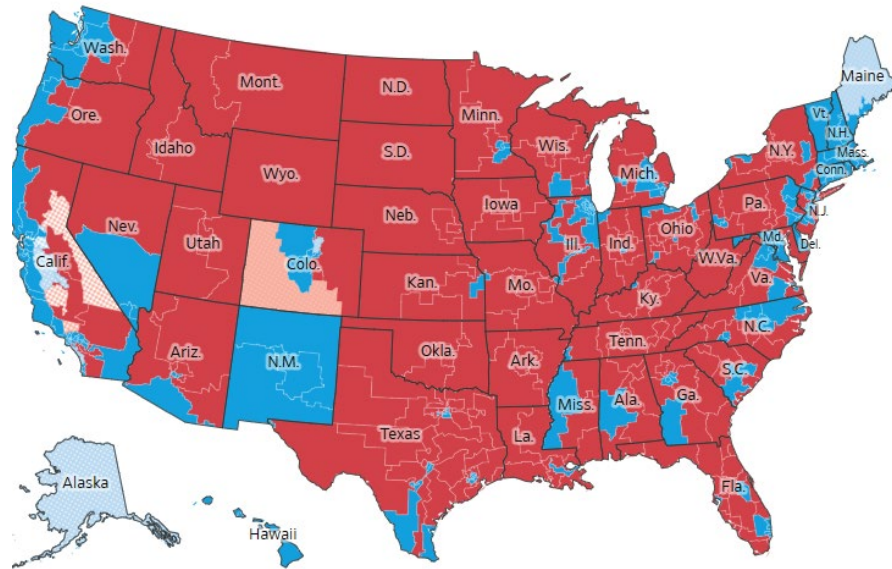 Wash.
Mont.
N.D.
Minn.
Maine
Vt.
Ore.
Idaho
S.D.
Wis.
Mich.
N.Y.
N.H.
Mass.
Conn.
Wyo.
Nev.
Utah
Neb.
Iowa
Pa.
N.J.
Calif.
Colo.
Kan.
Mo.
Ill.
Ind.
Ohio
Md.
Del.
W.Va.
Va.
Ky.
N.C.
Ariz.
N.M.
Okla.
Ark.
Tenn.
S.C.
Texas
La.
Miss.
Ala.
Ga.
Alaska
Hawaii
Fla.